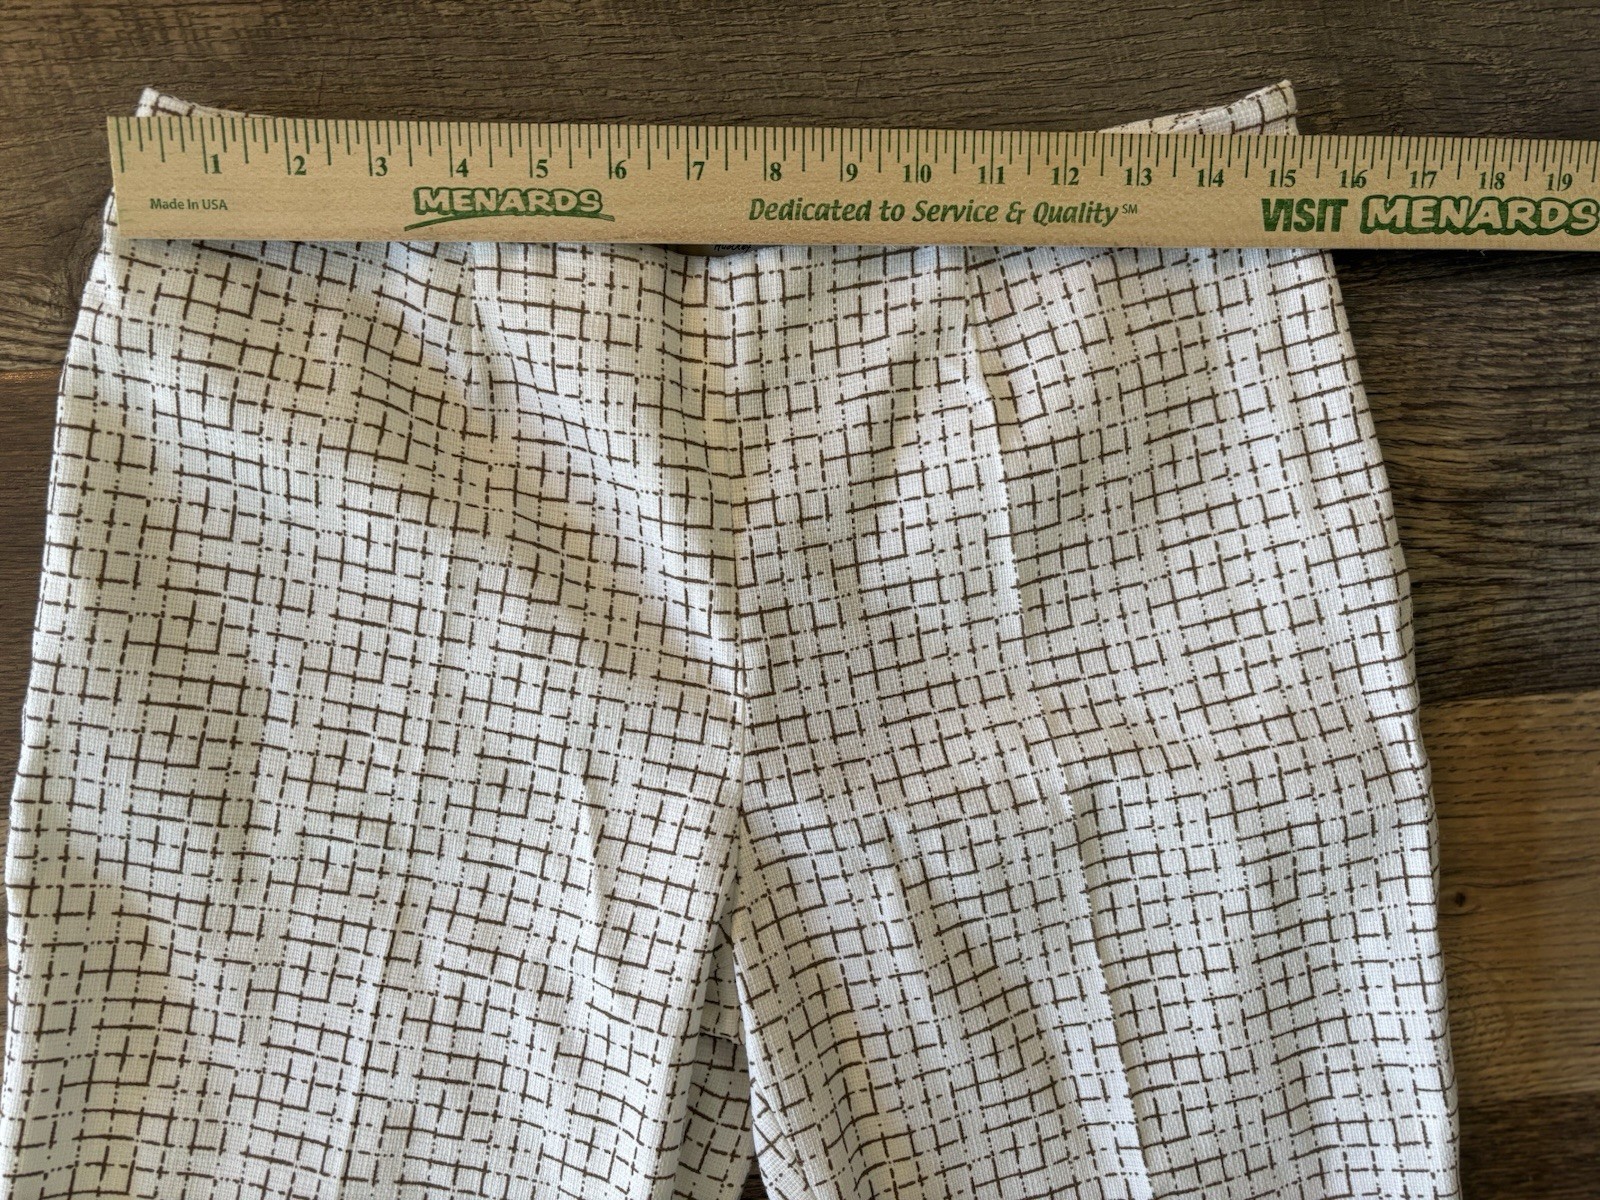 1 2 3 4 5 6 7 8 9 10 11 12 13 14 15 16 17 18 19
Made In USA MENARDS Dedicated to Service & Quality SM VISIT MENARDS